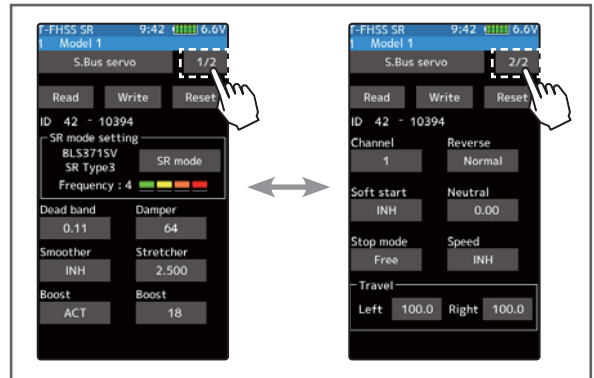 T-FHSS SR 9:42 6.6V
1 Model 1
S.Bus servo 1/2
Read Write Reset
ID 42 - 10394
SR mode setting
BLS371SV
SR Type3
SR mode
Frequency : 4
Dead band Damper
0.11 64
Smoother Stretcher
INH 2.500
Boost Boost
ACT 18
T-FHSS SR 9:42 6.6V
1 Model 1
S.Bus servo 2/2
Read Write Reset
ID 42 - 10394
Channel Reverse
1 Normal
Soft start Neutral
INH 0.00
Stop mode Speed
Free INH
Travel
Left 100.0 Right 100.0